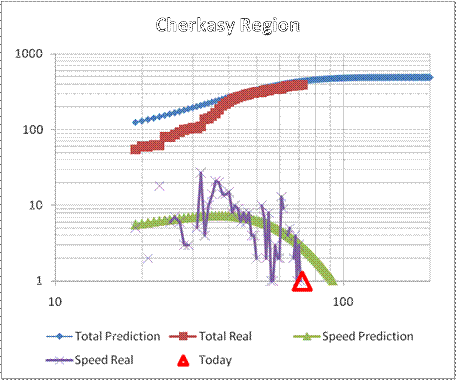 Cherkasy Region
1000
100
10
1
10
100
Total Prediction
Total Real
Speed Prediction
Speed Real
Today